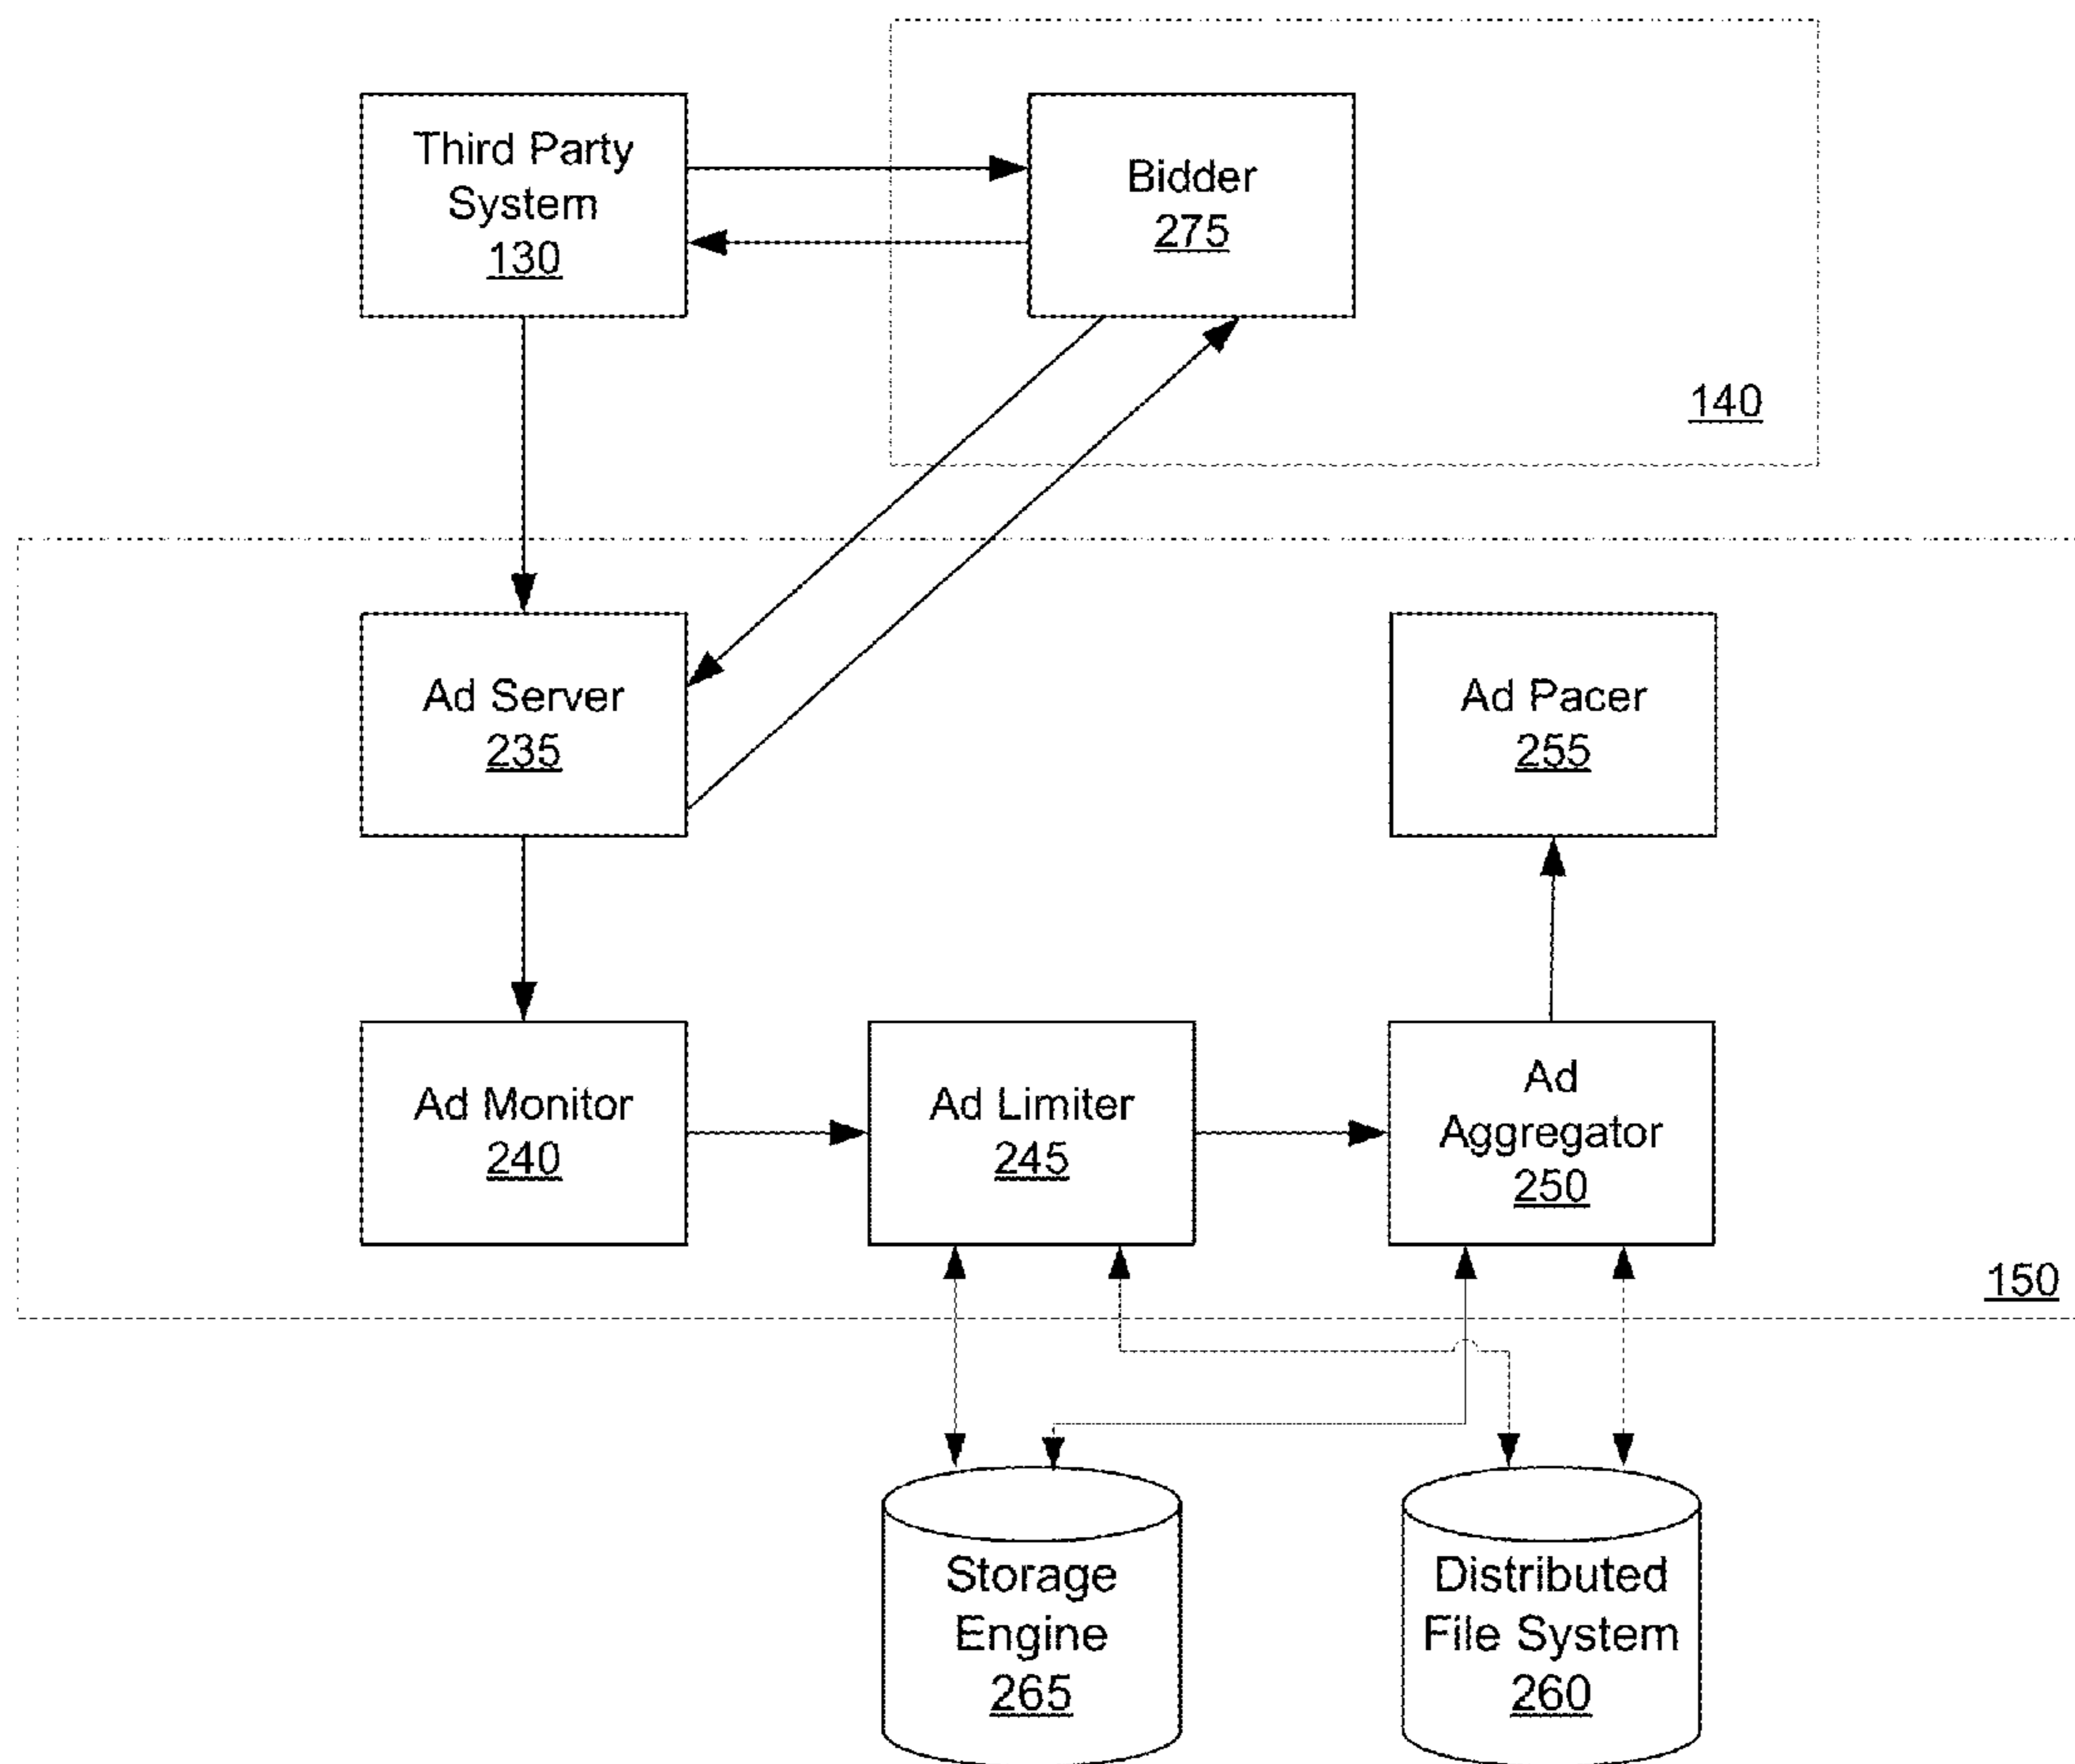 Third Party
System
130
Bidder
275
140
Ad Server
235
Ad Pacer
255
Ad Monitor
240
Ad Limiter
245
Ad
Aggregator
250
150
Storage
Engine
265
Distributed
File System
260